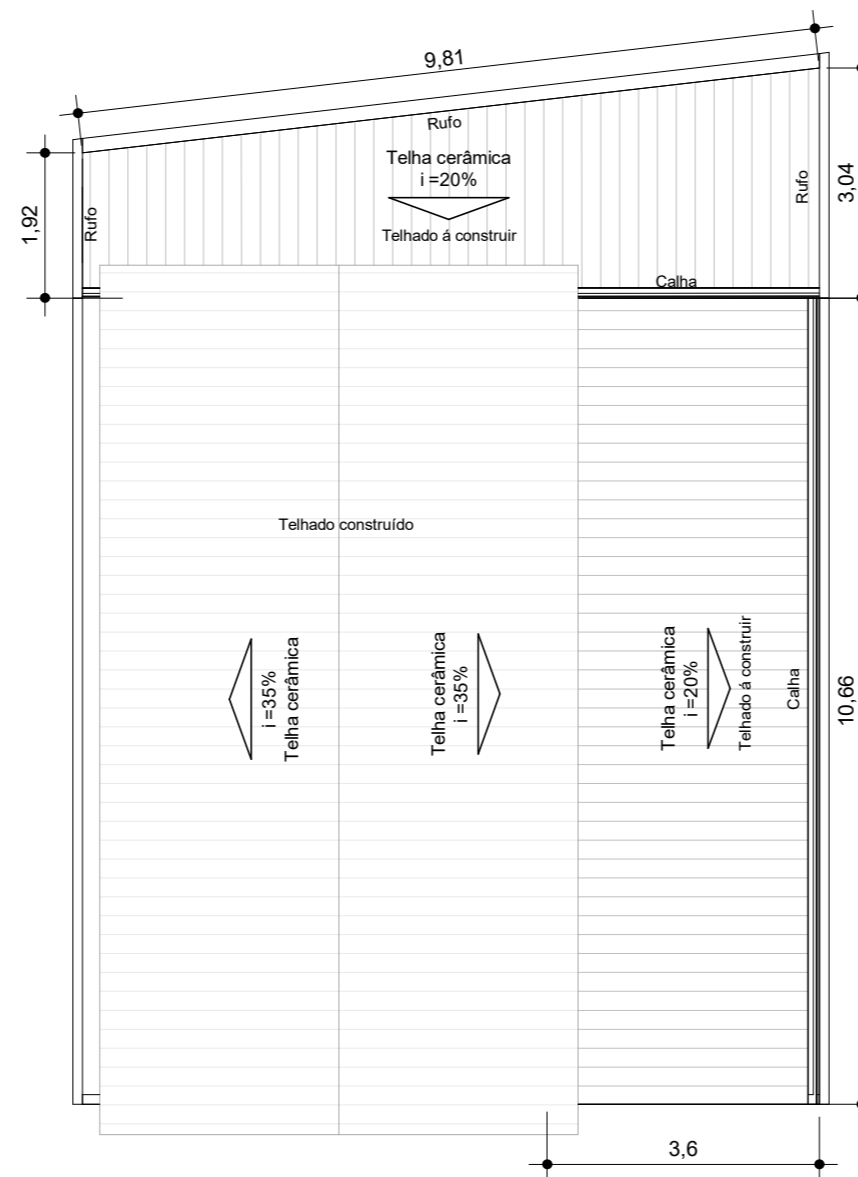 9,81
Rufo
Telha cerâmica
i =20%
Telhado á construir
Rufo
Rufo
1,92
3,04
Calha
Telhado construído
i =35%
Telha cerâmica
Telha cerâmica
i =35%
Telha cerâmica
i =20%
Telhado á construir
Calha
10,66
3,6